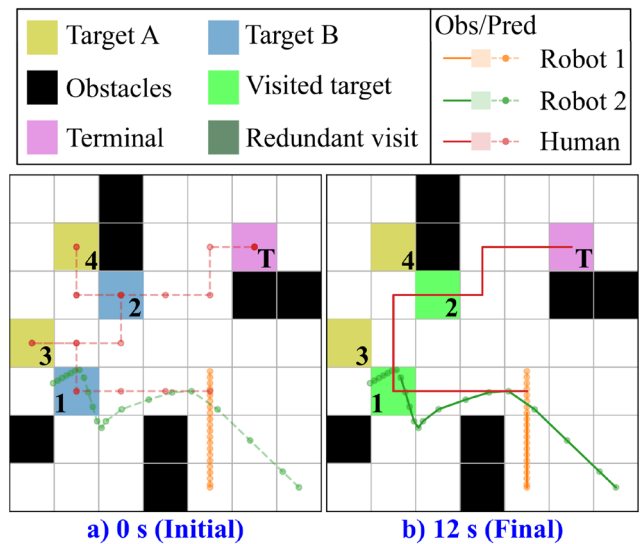 Target A
Target B
Obs/Pred
Obstacles
Visited target
Robot 1
Robot 2
Terminal
Redundant visit
Human
4
T
2
3
1
4
T
2
3
1
a) 0 s (Initial)
b) 12 s (Final)